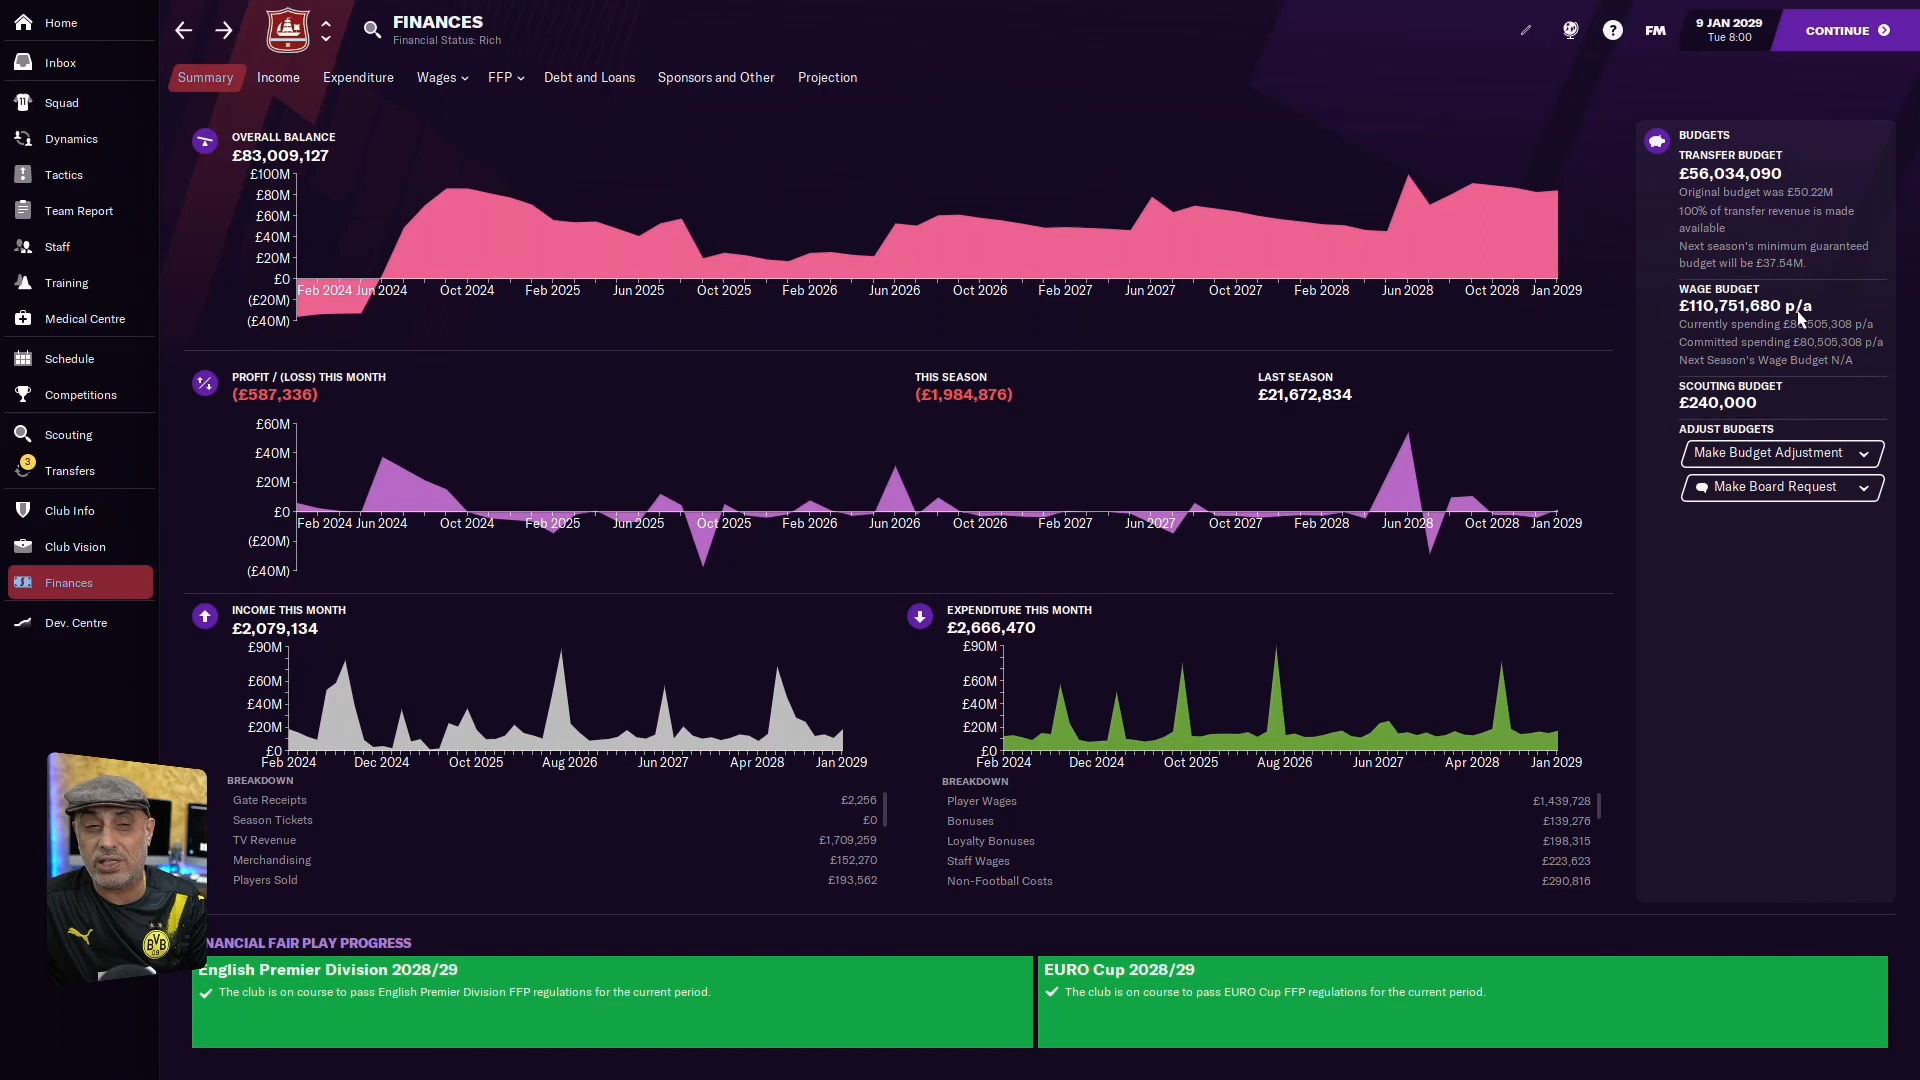 Home
Inbox
Squad
Dynamics
Tactics
Team Report
Staff
Training
Medical Centre
Schedule
Competitions
Scouting
3
Transfers
Club Info
Club Vision
Finances
Dev. Centre
FINANCES
Financial Status: Rich
FM
9 JAN 2029
Tue 8:00
CONTINUE
Summary Income Expenditure Wages FFP Debt and Loans Sponsors and Other Projection
OVERALL BALANCE
£83,009,127
£100M
£80M
£60M
£40M
£20M
£0
(£20M)
(£40M)
Feb 2024 Jun 2024 Oct 2024 Feb 2025 Jun 2025 Oct 2025 Feb 2026 Jun 2026 Oct 2026 Feb 2027 Jun 2027 Oct 2027 Feb 2028 Jun 2028 Oct 2028 Jan 2029
PROFIT / (LOSS) THIS MONTH
(£587,336)
THIS SEASON
(£1,984,876)
LAST SEASON
£21,672,834
£60M
£40M
£20M
£0
(£20M)
(£40M)
Feb 2024 Jun 2024 Oct 2024 Feb 2025 Jun 2025 Oct 2025 Feb 2026 Jun 2026 Oct 2026 Feb 2027 Jun 2027 Oct 2027 Feb 2028 Jun 2028 Oct 2028 Jan 2029
INCOME THIS MONTH
£2,079,134
£90M
£60M
£40M
£20M
£0
Feb 2024 Dec 2024 Oct 2025 Aug 2026 Jun 2027 Apr 2028 Jan 2029
BREAKDOWN
Gate Receipts £2,256
Season Tickets £0
TV Revenue £1,709,259
Merchandising £152,270
Players Sold £193,562
EXPENDITURE THIS MONTH
£2,666,470
£90M
£60M
£40M
£20M
£0
Feb 2024 Dec 2024 Oct 2025 Aug 2026 Jun 2027 Apr 2028 Jan 2029
BREAKDOWN
Player Wages £1,439,728
Bonuses £139,276
Loyalty Bonuses £198,315
Staff Wages £223,623
Non-Football Costs £290,816
BUDGETS
TRANSFER BUDGET
£56,034,090
Original budget was £50.22M
100% of transfer revenue is made
available
Next season's minimum guaranteed
budget will be £37.54M.
WAGE BUDGET
£110,751,680 p/a
Currently spending p/a
Committed spending £80,505,308 p/a
Next Season's Wage Budget N/A
SCOUTING BUDGET
£240,000
ADJUST BUDGETS
Make Budget Adjustment
Make Board Request
NANCIAL FAIR PLAY PROGRESS
English Premier Division 2028/29
The club is on course to pass English Premier Division FFP regulations for the current period.
EURO Cup 2028/29
The club is on course to pass EURO Cup FFP regulations for the current period.
BVB
09